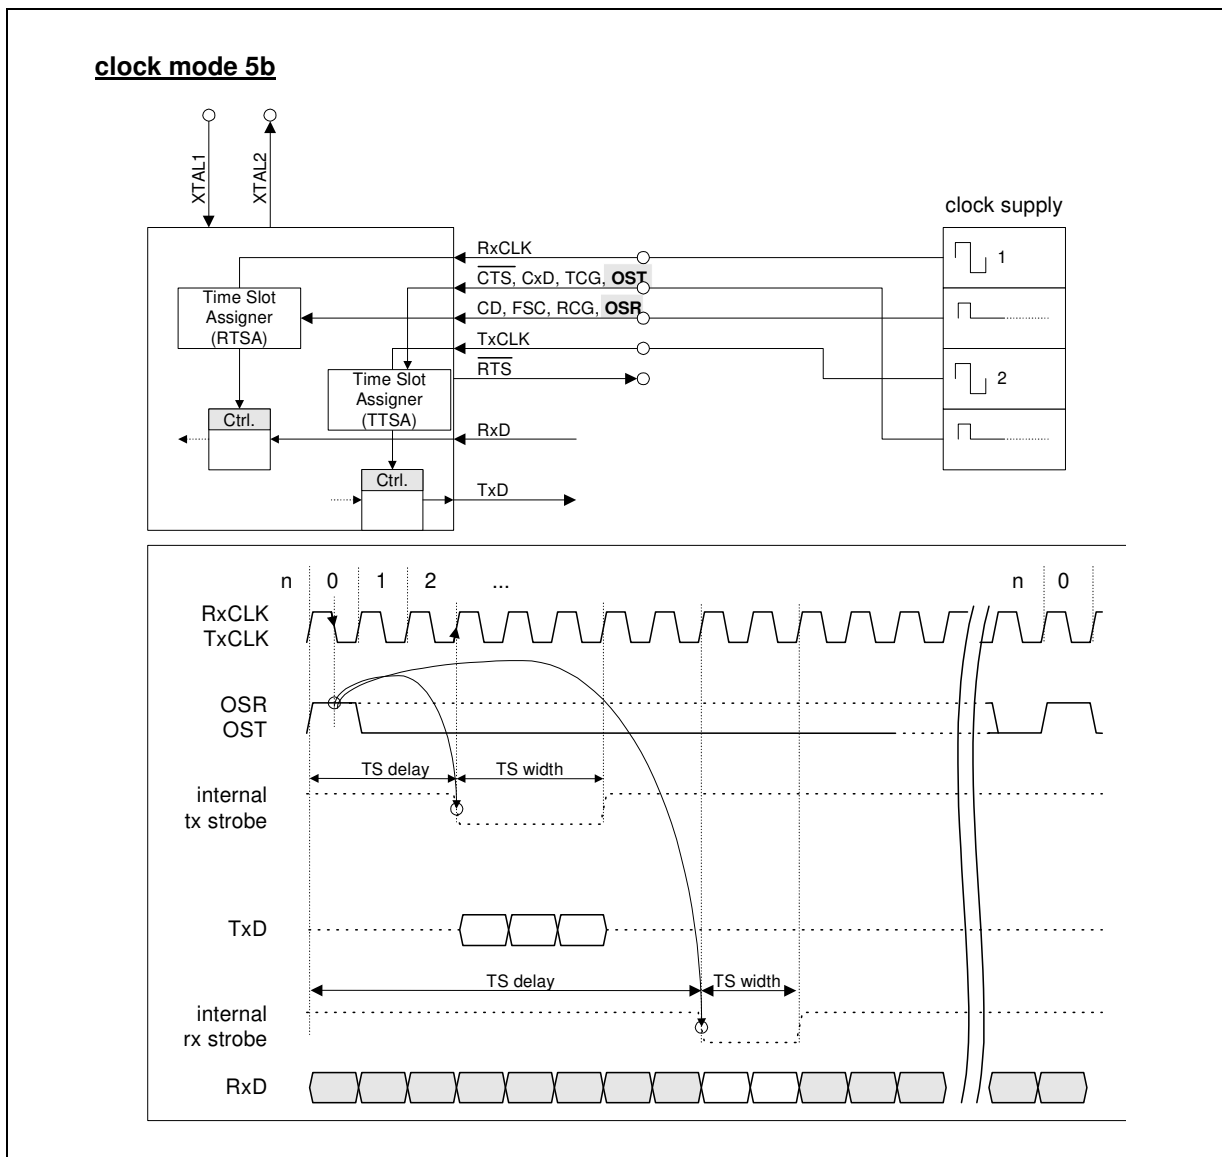 clock mode 5b
XTAL1
XTAL2
clock supply
RxCLK
1
CTS, CxD, TCG, OST
Time Slot
Assigner
(RTSA)
CD, FSC, RCG, OSR
TxCLK
RTS
2
Time Slot
Assigner
(TTSA)
Ctrl.
RxD
Ctrl.
TxD
n 0 1 2 ... n 0
RxCLK
TxCLK
OSR
OST
TS delay TS width
internal
tx strobe
TxD
TS delay TS width
internal
rx strobe
RxD